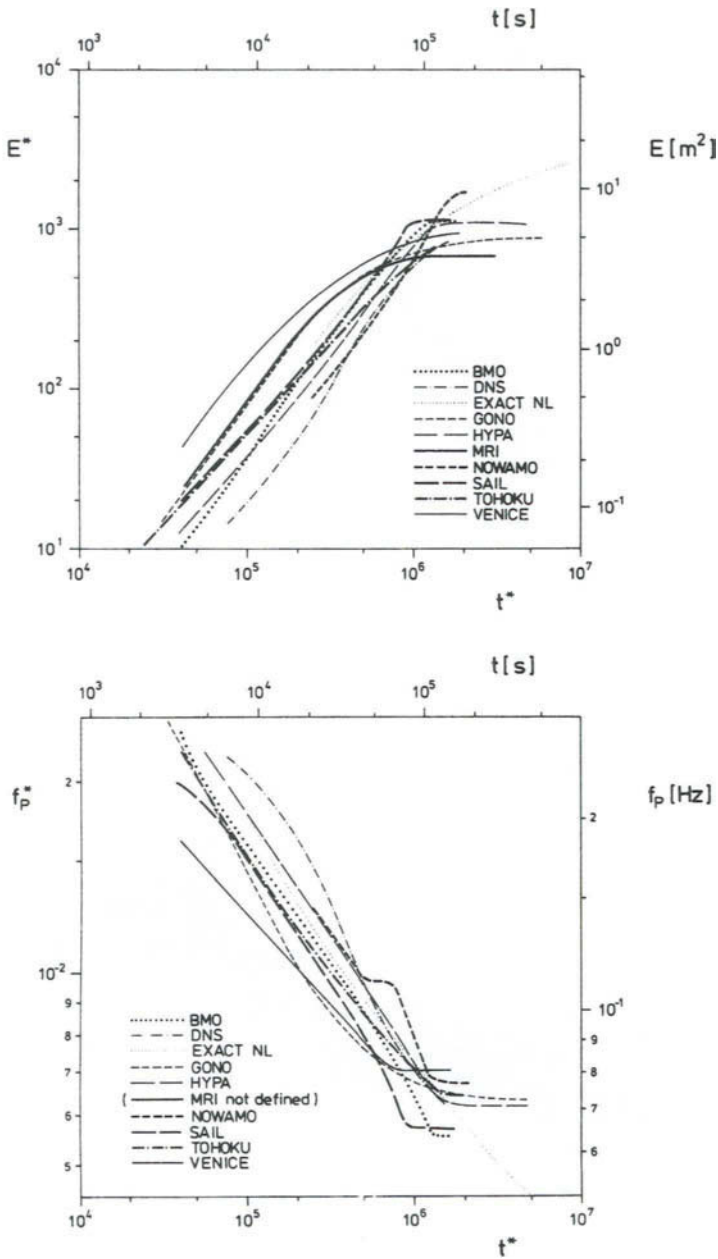 t[s]
10³ 10⁴ 10⁵
10⁴
E*
E[m²]
10¹
10³
10⁰
10²
BMO
DNS
EXACT NL
GONO
HYPA
MRI
NOWAMO
SAIL
TOHOKU
VENICE
10⁻¹
10¹
10⁴ 10⁵ 10⁶ 10⁷
t*
t[s]
10³ 10⁴ 10⁵
2
fₚ*
fₚ[Hz]
2
10⁻²
9
8
7
6
5
10⁻¹
9
8
7
6
BMO
DNS
EXACT NL
GONO
HYPA
( MRI not defined )
NOWAMO
SAIL
TOHOKU
VENICE
10⁴ 10⁵ 10⁶ 10⁷
t*